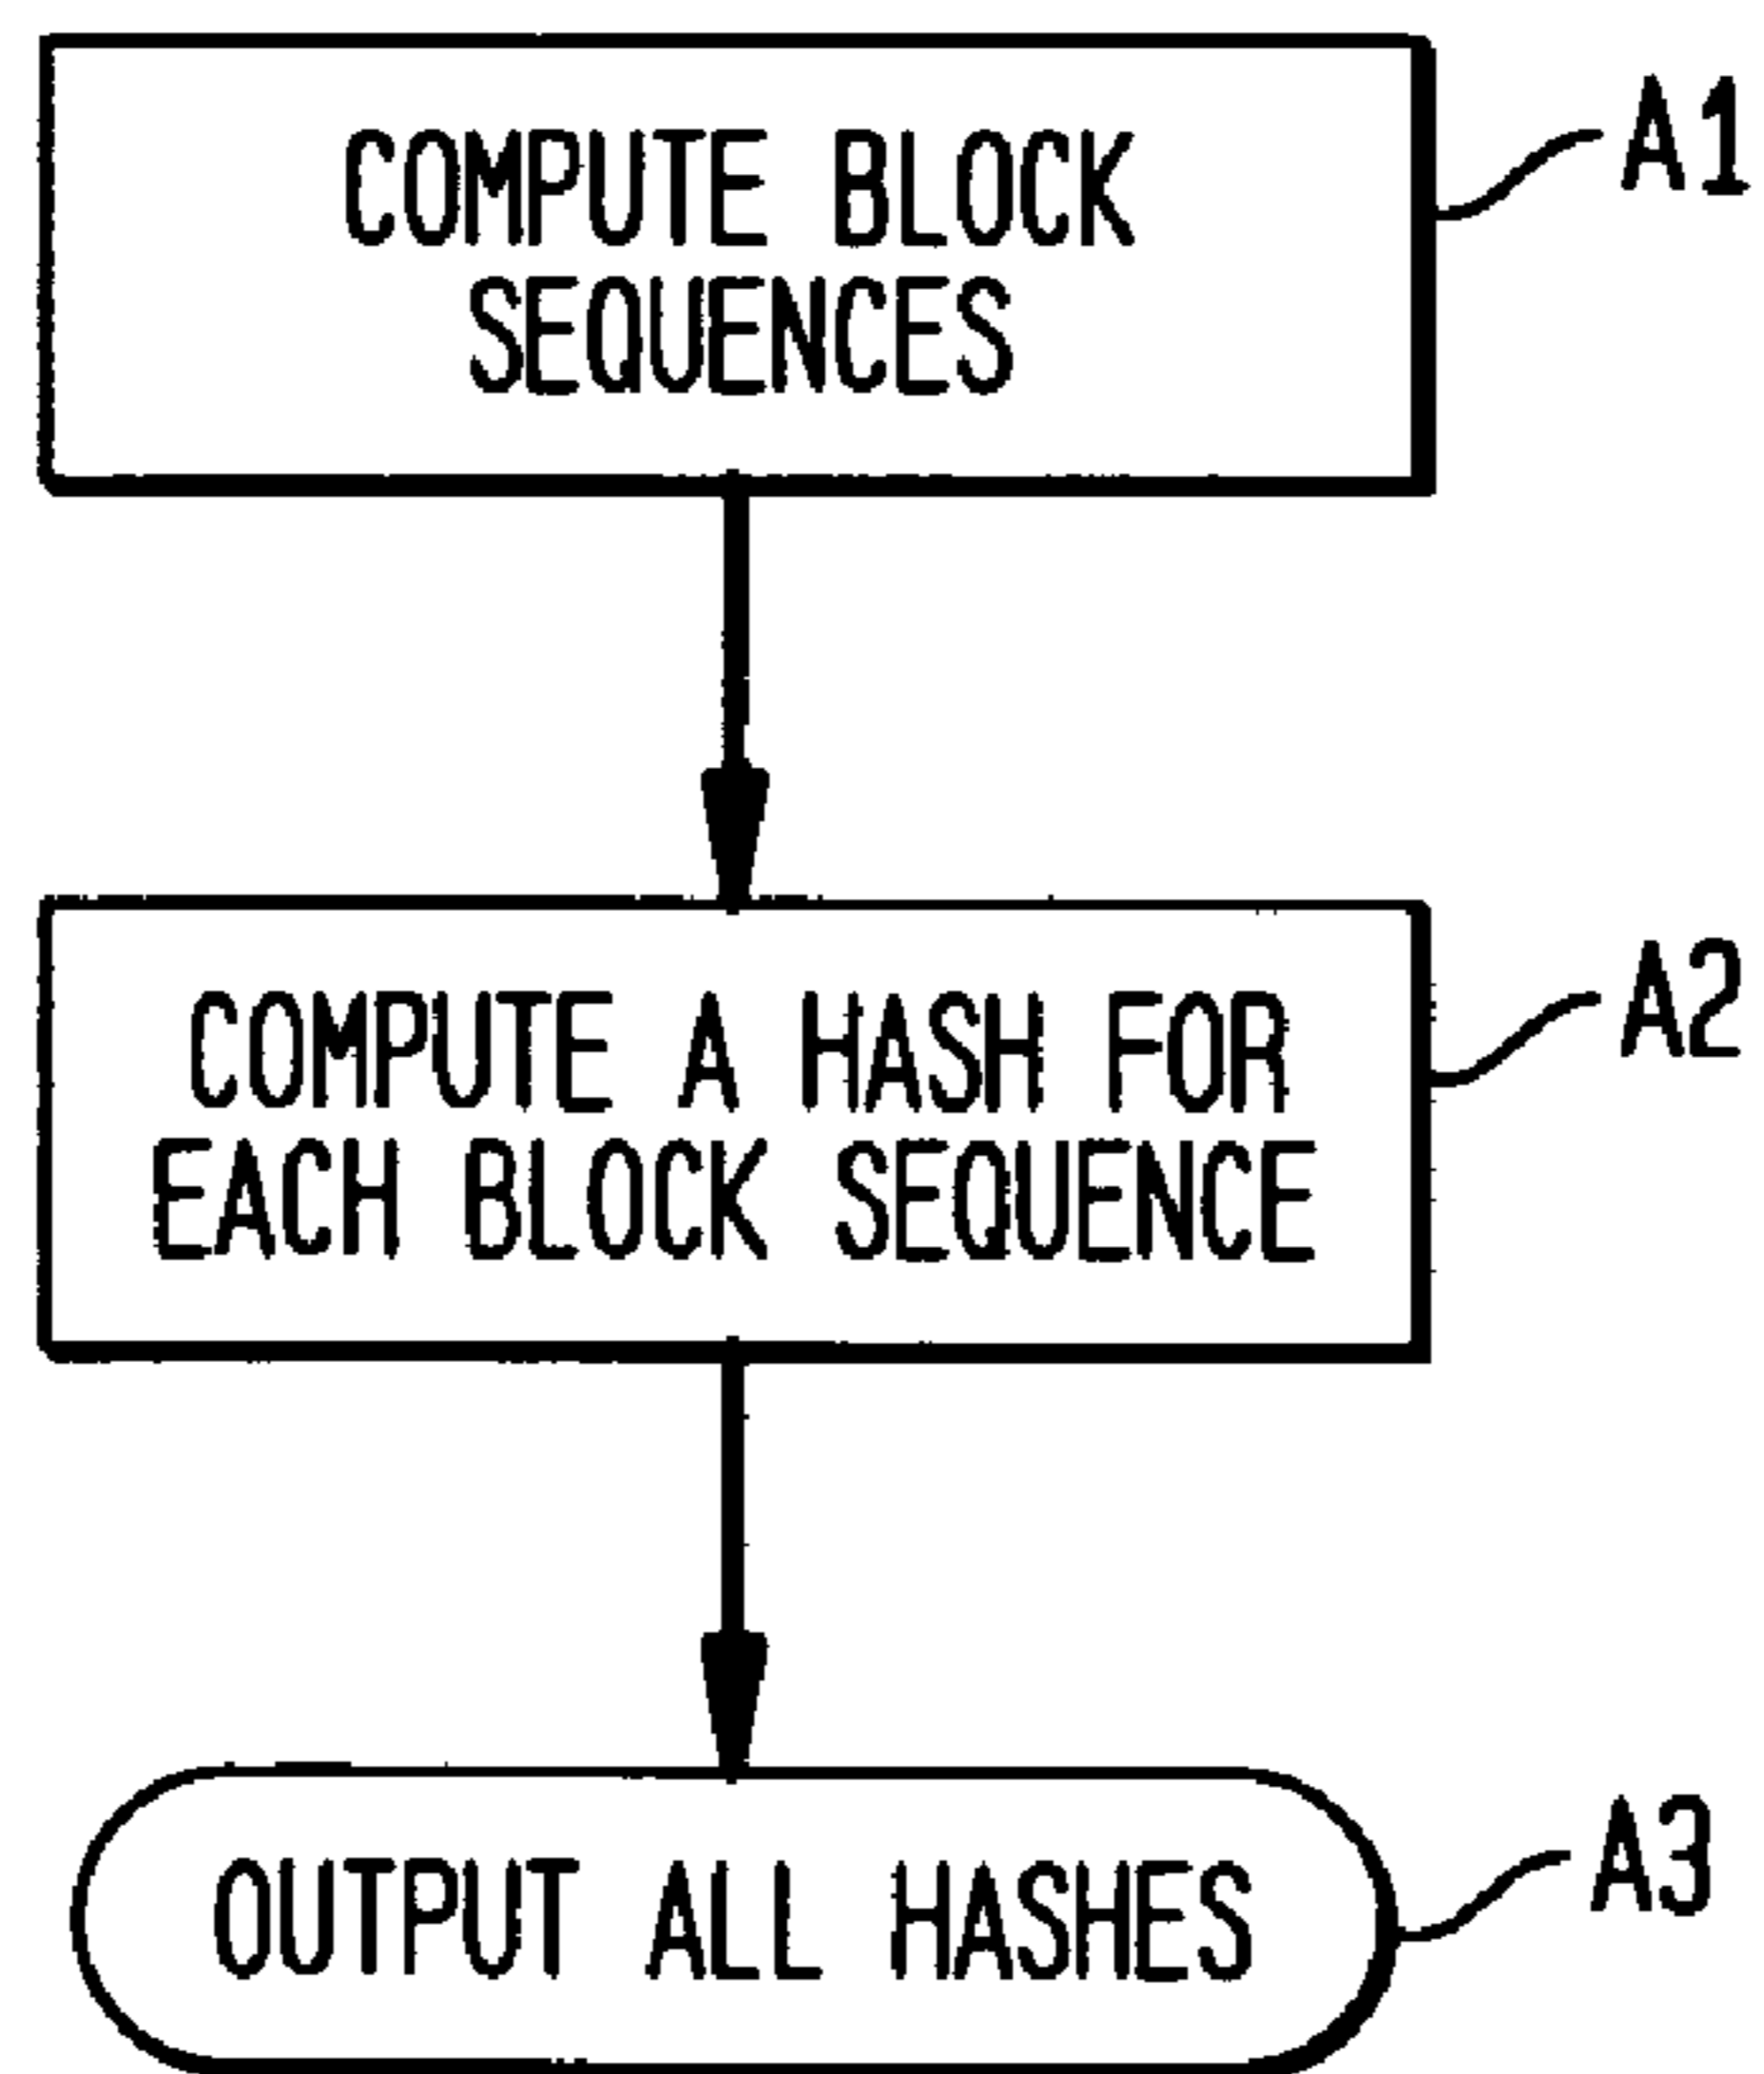 COMPUTE BLOCK
SEQUENCES
A1
COMPUTE A HASH FOR
EACH BLOCK SEQUENCE
A2
OUTPUT ALL HASHES
A3